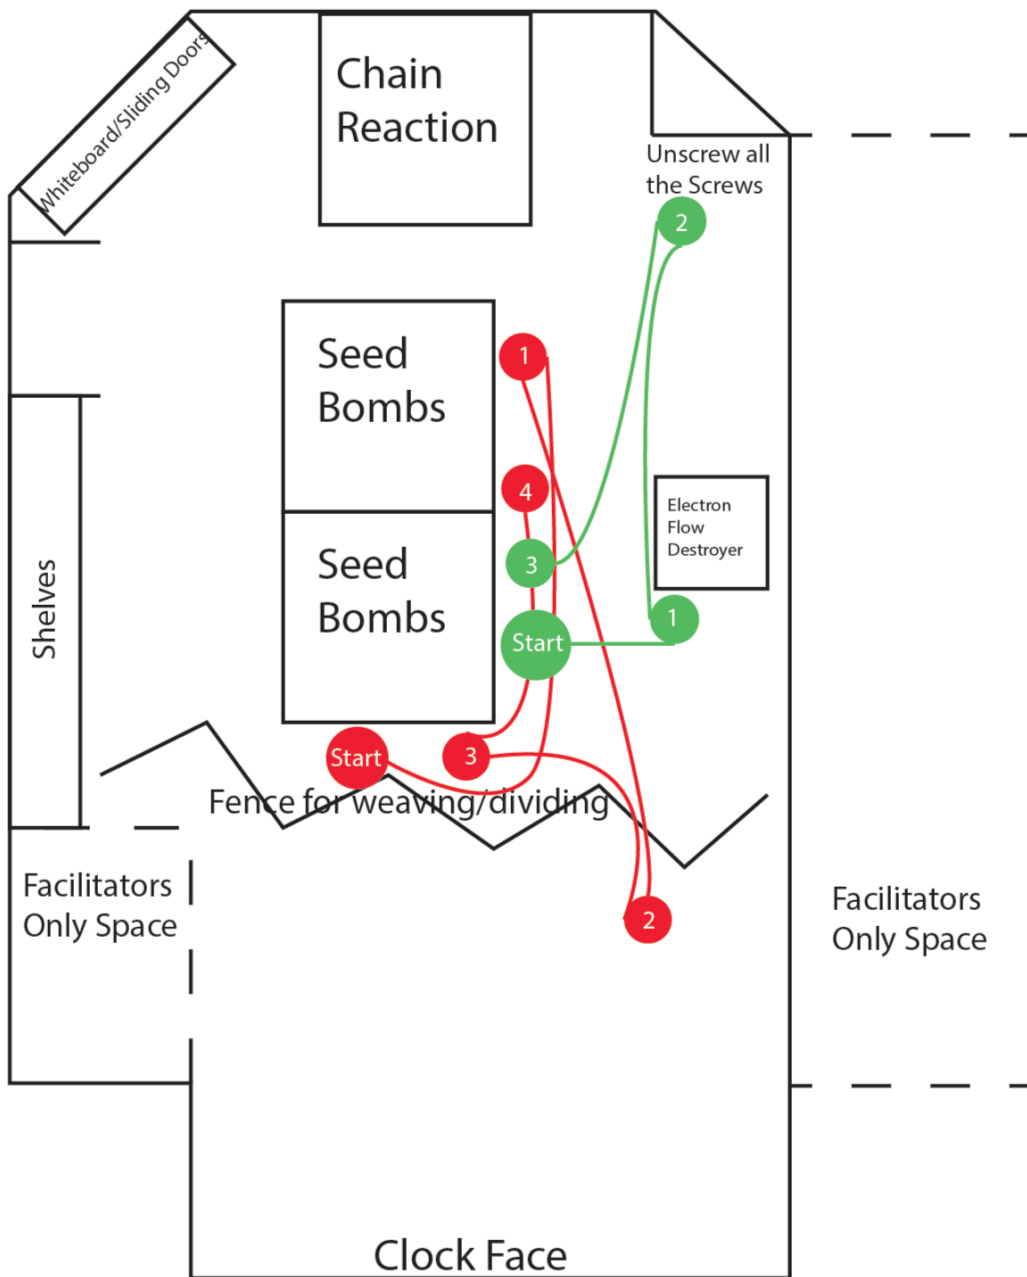 Whiteboard/Sliding Doors
Chain
Reaction
Unscrew all
the Screws
2
Seed
Bombs
1
4
Electron
Flow
Destroyer
3
Seed
Bombs
1
Start
Shelves
Start
3
Fence for weaving/dividing
Facilitators
Only Space
2
Facilitators
Only Space
Clock Face